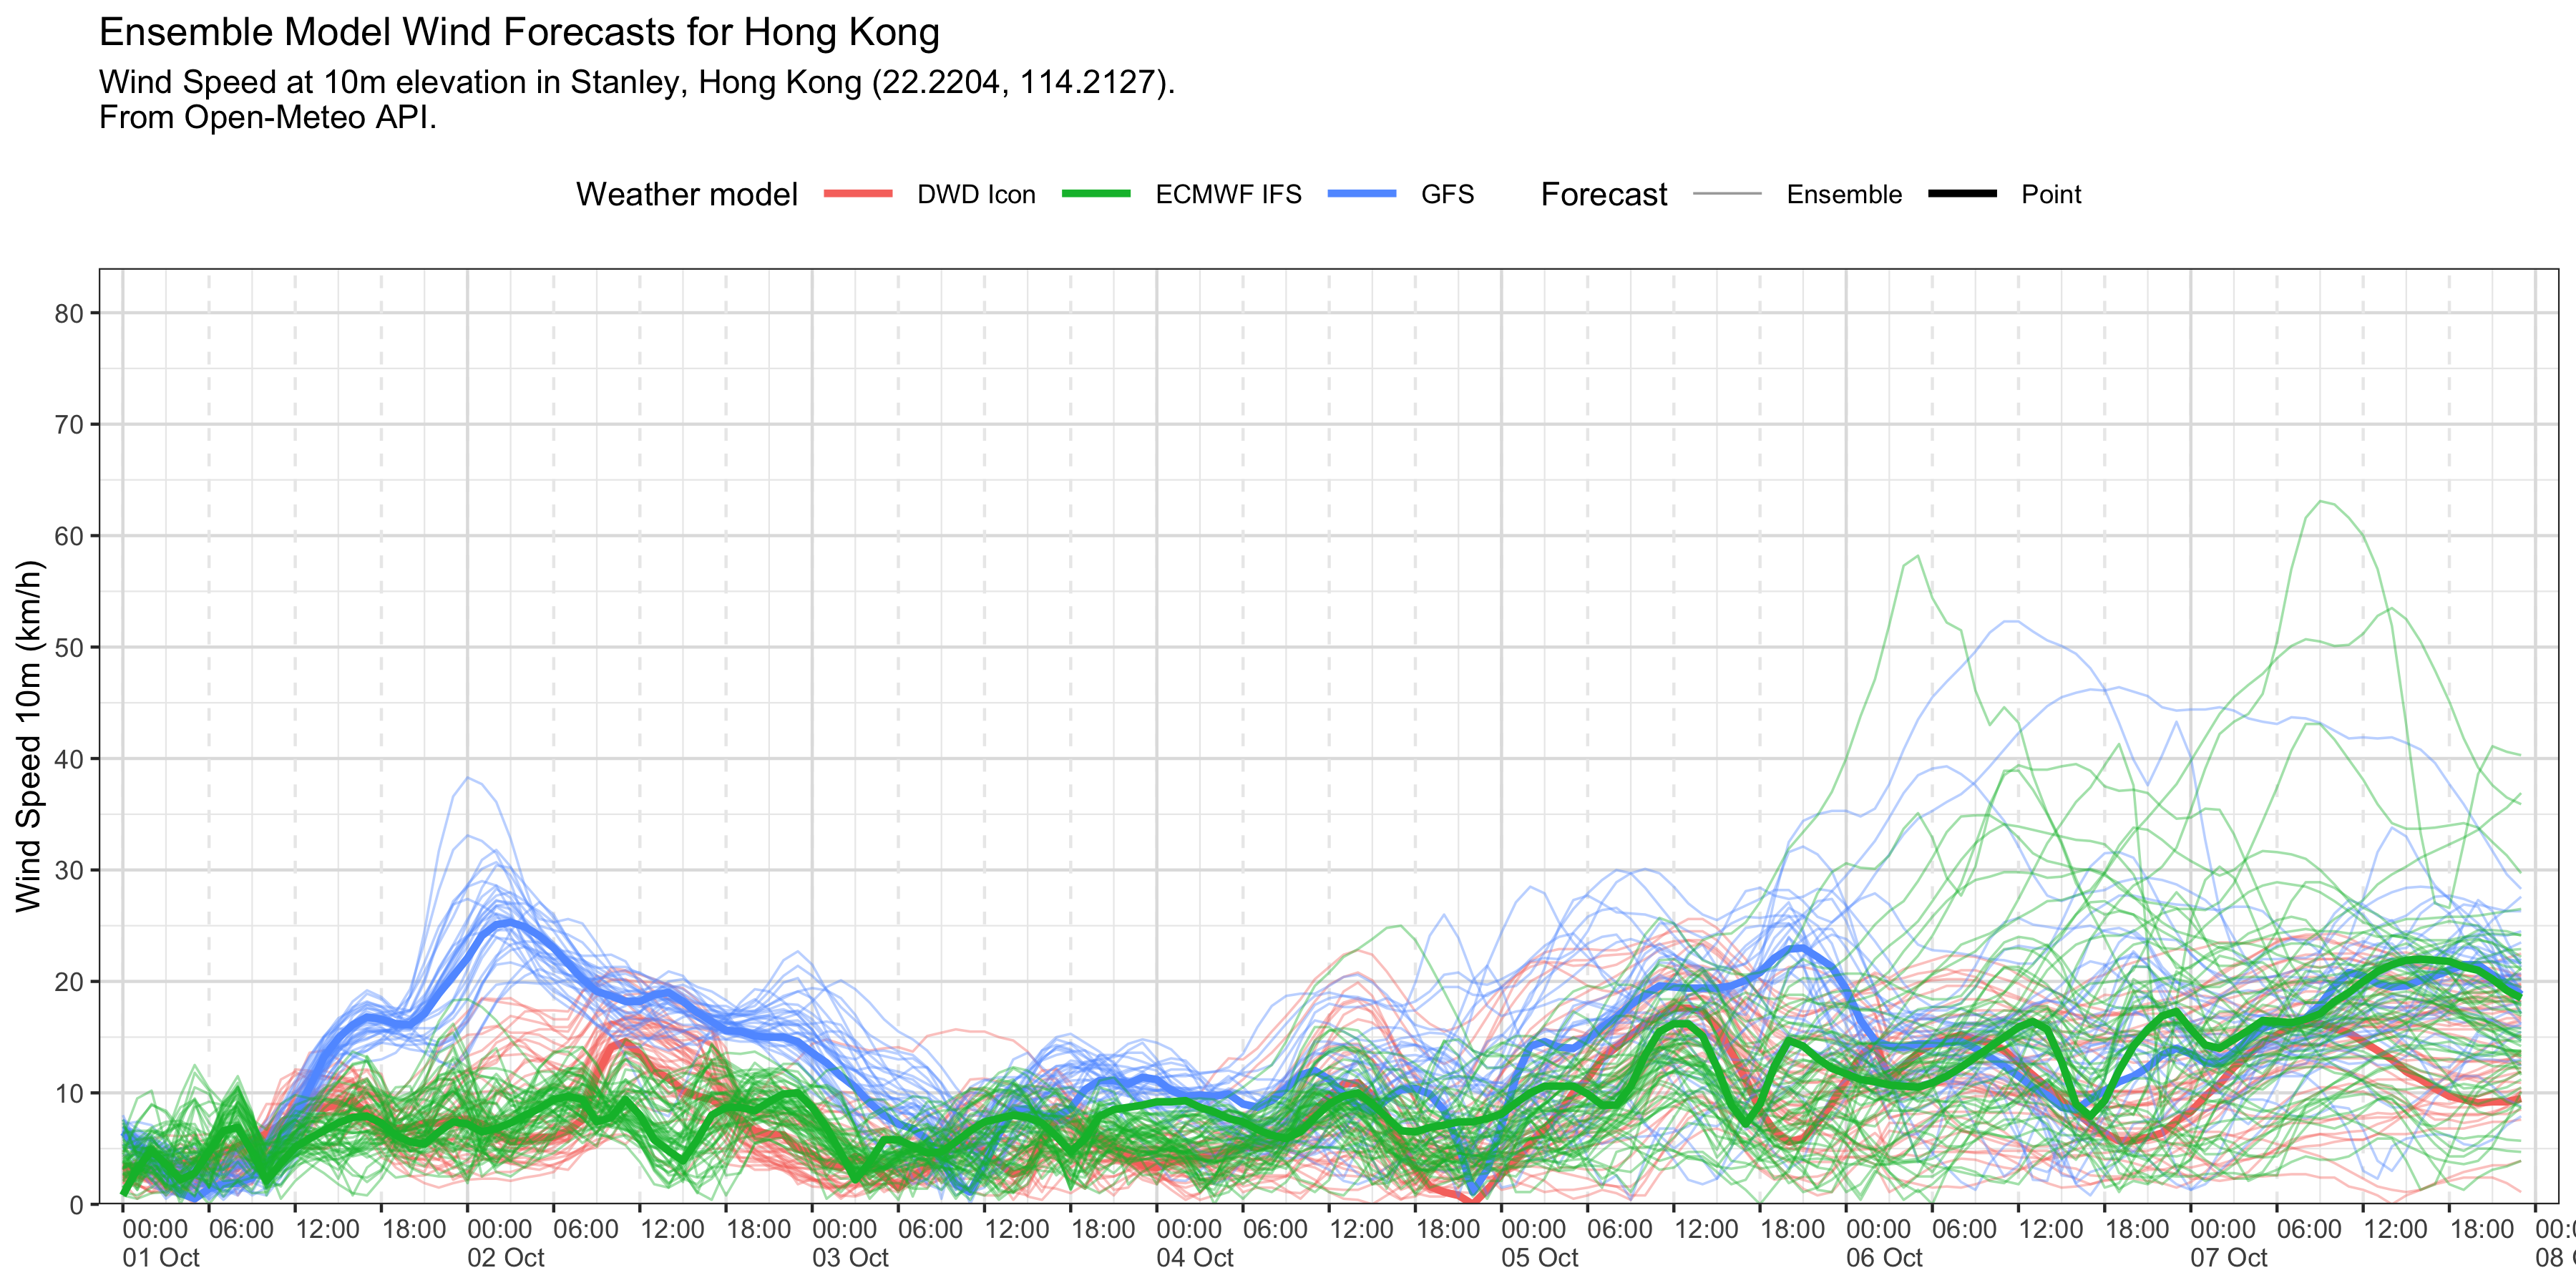 Ensemble Model Wind Forecasts for Hong Kong
Wind Speed at 10m elevation in Stanley, Hong Kong (22.2204, 114.2127).
From Open-Meteo API.
Weather model DWD Icon ECMWF IFS GFS Forecast Ensemble Point
Wind Speed 10m (km/h)
80
70
60
50
40
30
20
10
0
00:00 06:00 12:00 18:00 00:00 06:00 12:00 18:00 00:00 06:00 12:00 18:00 00:00 06:00 12:00 18:00 00:00 06:00 12:00 18:00 00:00 06:00 12:00 18:00 00:00 06:00 12:00 18:00 00:0
01 Oct 02 Oct 03 Oct 04 Oct 05 Oct 06 Oct 07 Oct 08